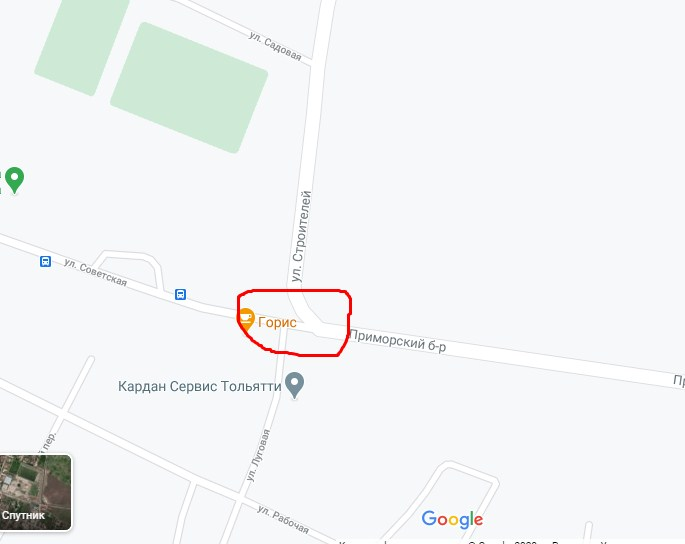 ул. Садовая
ул. Строителей
ул. Советская
Горис
Приморский б-р
Кардан Сервис Тольятти
ул. Луговая
ул. Рабочая
Спутник
Google